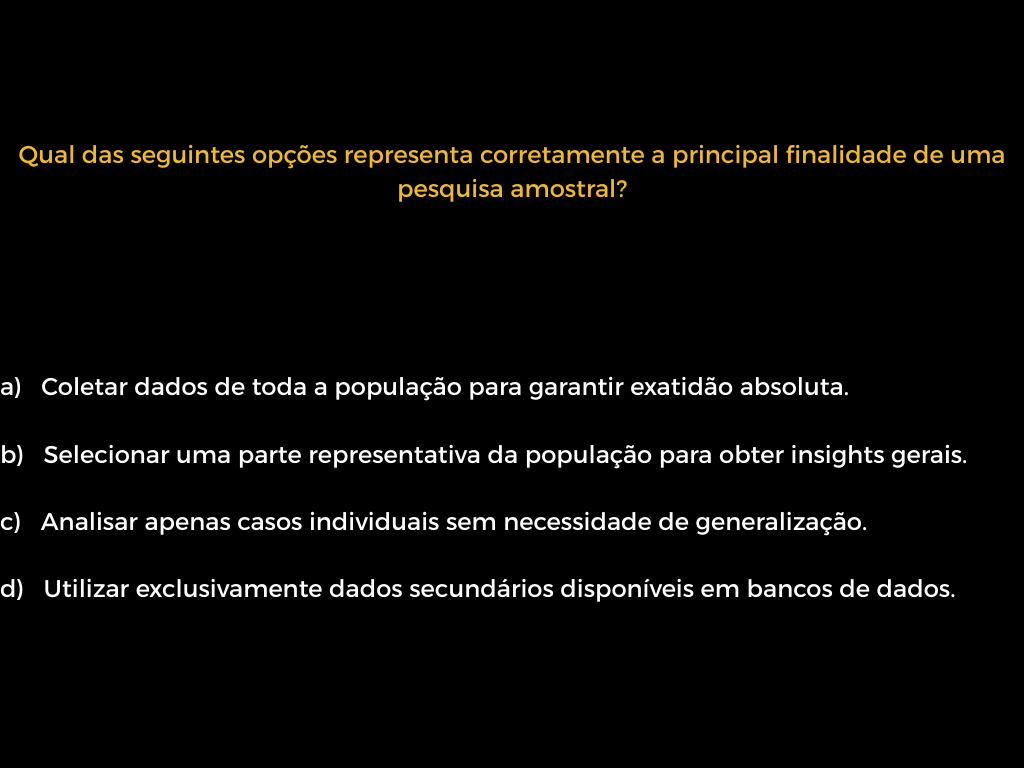 Qual das seguintes opções representa corretamente a principal finalidade de uma
pesquisa amostral?
a) Coletar dados de toda a população para garantir exatidão absoluta.
b) Selecionar uma parte representativa da população para obter insights gerais.
c) Analisar apenas casos individuais sem necessidade de generalização.
d) Utilizar exclusivamente dados secundários disponíveis em bancos de dados.